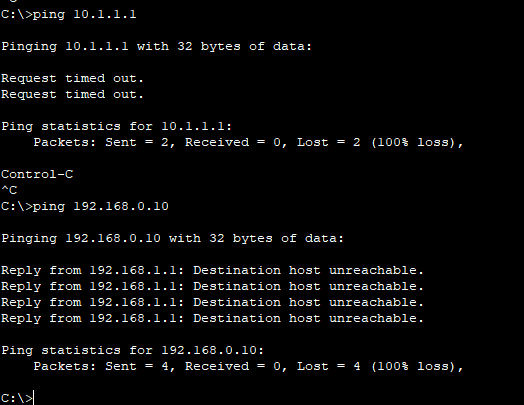 C:\>ping 10.1.1.1
Pinging 10.1.1.1 with 32 bytes of data:
Request timed out.
Request timed out.
Ping statistics for 10.1.1.1:
    Packets: Sent = 2, Received = 0, Lost = 2 (100% loss),
Control-C
^C
C:\>ping 192.168.0.10
Pinging 192.168.0.10 with 32 bytes of data:
Reply from 192.168.1.1: Destination host unreachable.
Reply from 192.168.1.1: Destination host unreachable.
Reply from 192.168.1.1: Destination host unreachable.
Reply from 192.168.1.1: Destination host unreachable.
Ping statistics for 192.168.0.10:
    Packets: Sent = 4, Received = 0, Lost = 4 (100% loss),
C:\>